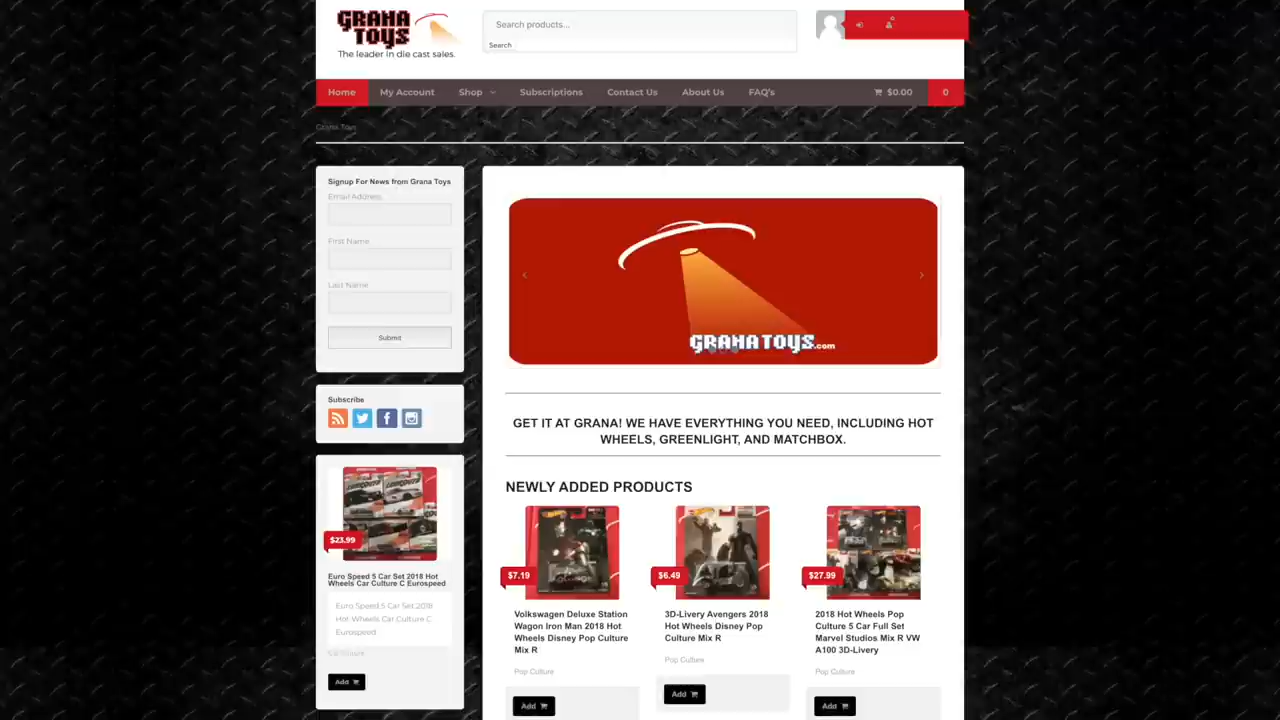 GRANA
TOYS
The leader in die cast sales.
Search products...
Search
Home
My Account
Shop
Subscriptions
Contact Us
About Us
FAQ's
$0.00
0
Grana Toys
Signup For News from Grana Toys
Email Address
First Name
Last Name
Submit
Subscribe
$23.99
Euro Speed 5 Car Set 2018 Hot
Wheels Car Culture C Eurospeed
Euro Speed 5 Car Set 2018
Hot Wheels Car Culture C
Eurospeed
Add
GRANATOYS.com
GET IT AT GRANA! WE HAVE EVERYTHING YOU NEED, INCLUDING HOT
WHEELS, GREENLIGHT, AND MATCHBOX.
NEWLY ADDED PRODUCTS
$7.19
Volkswagen Deluxe Station
Wagon Iron Man 2018 Hot
Wheels Disney Pop Culture
Mix R
Pop Culture
Add
$6.49
3D-Livery Avengers 2018
Hot Wheels Disney Pop
Culture Mix R
Pop Culture
Add
$27.99
2018 Hot Wheels Pop
Culture 5 Car Full Set
Marvel Studios Mix R VW
A100 3D-Livery
Pop Culture
Add